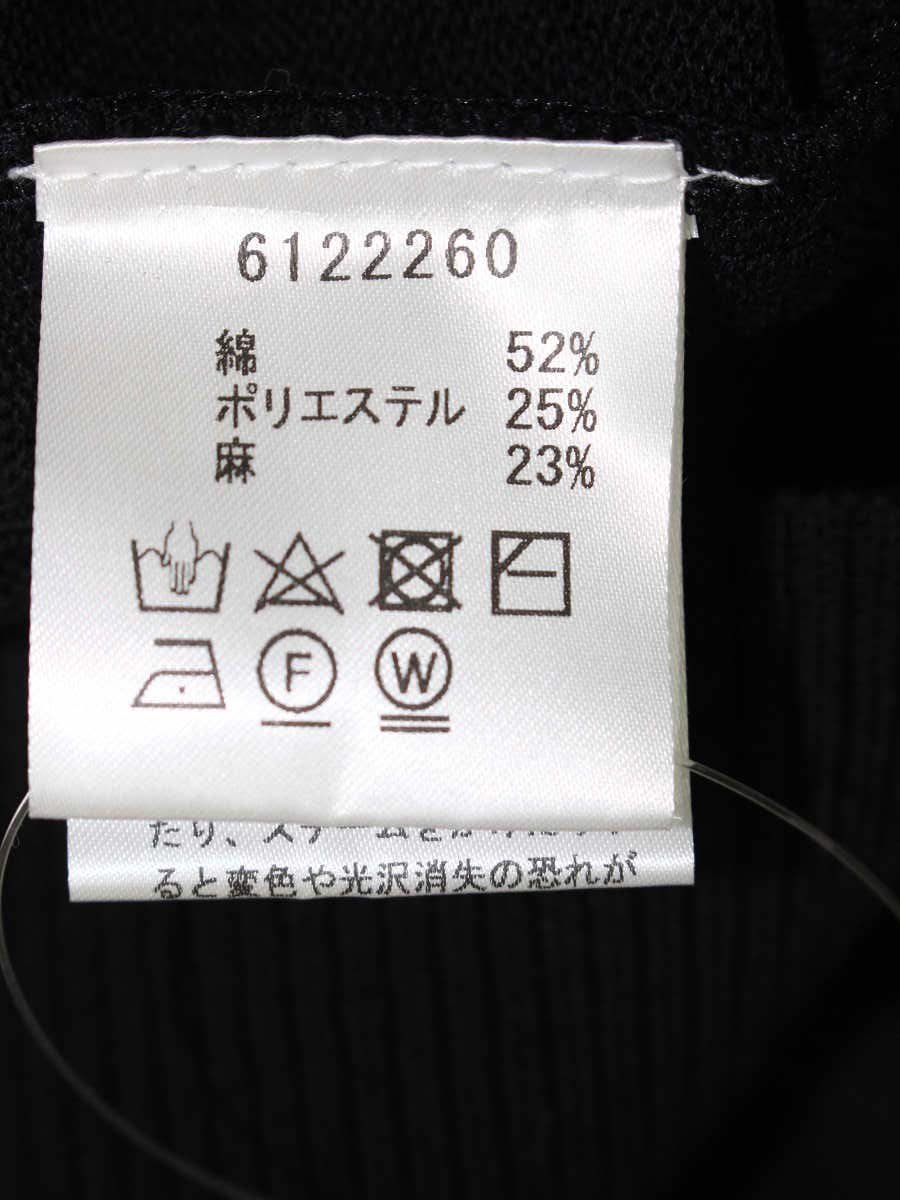 6122260
綿 52%
ポリエステル 25%
麻 23%
F W
ると変色や光沢消失の恐れが